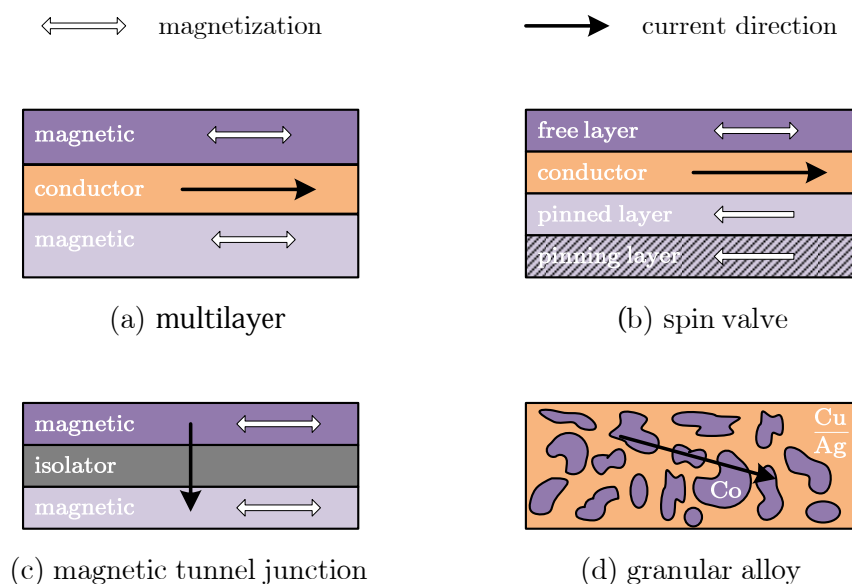 magnetization
current direction
magnetic
conductor
magnetic
(a) multilayer
free layer
conductor
pinned layer
pinning layer
(b) spin valve
magnetic
isolator
magnetic
(c) magnetic tunnel junction
Cu
Ag
Co
(d) granular alloy